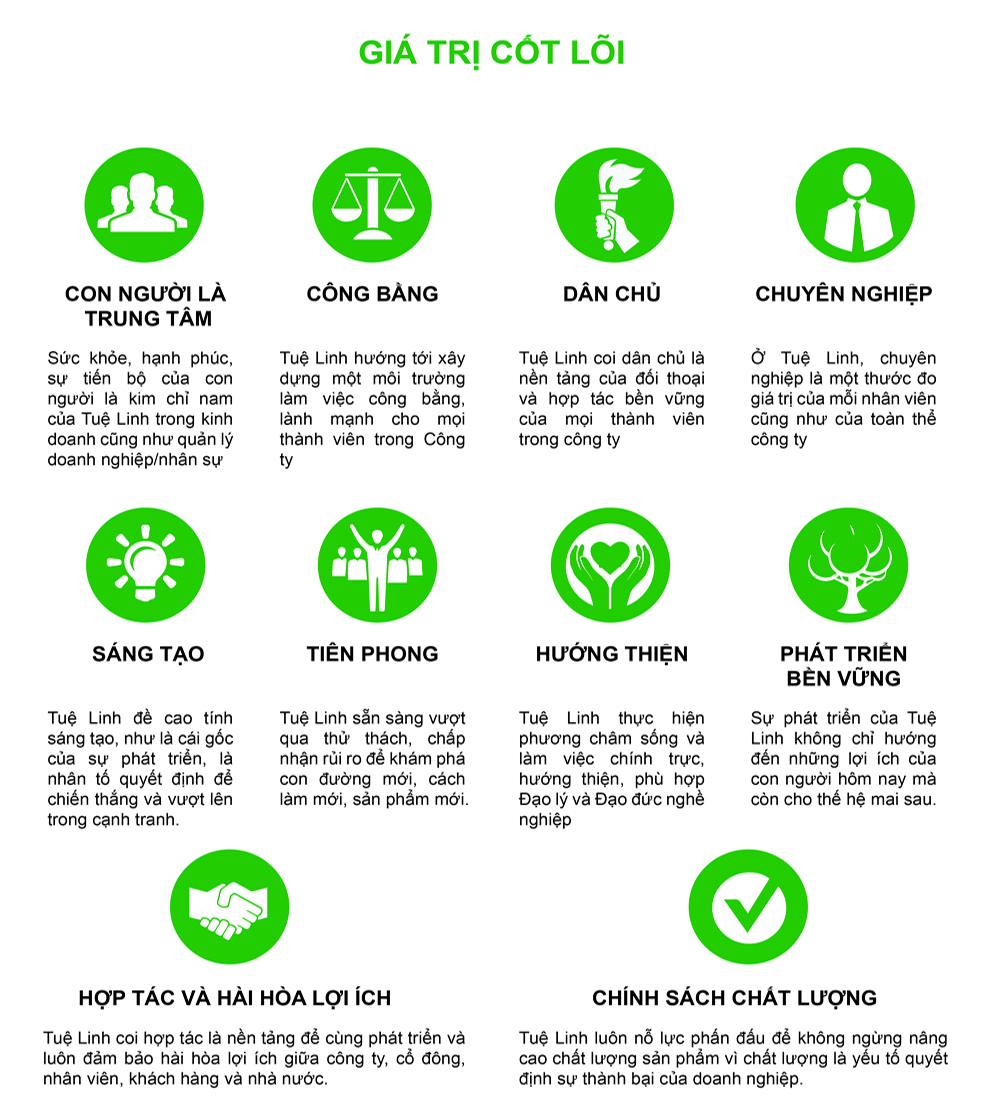 GIÁ TRỊ CỐT LÕI
CON NGƯỜI LÀ
TRUNG TÂM
Sức khỏe, hạnh phúc,
sự tiến bộ của con
người là kim chỉ nam
của Tuệ Linh trong kinh
doanh cũng như quản lý
doanh nghiệp/nhân sự
CÔNG BẰNG
Tuệ Linh hướng tới xây
dựng một môi trường
làm việc công bằng,
lành mạnh cho mọi
thành viên trong Công
ty
DÂN CHỦ
Tuệ Linh coi dân chủ là
nền tảng của đối thoại
và hợp tác bền vững
của mọi thành viên
trong công ty
CHUYÊN NGHIỆP
Ở Tuệ Linh, chuyên
nghiệp là một thước đo
giá trị của mỗi nhân viên
cũng như của toàn thể
công ty
SÁNG TẠO
Tuệ Linh đề cao tính
sáng tạo, như là cái gốc
của sự phát triển, là
nhân tố quyết định để
chiến thắng và vượt lên
trong cạnh tranh.
TIÊN PHONG
Tuệ Linh sẵn sàng vượt
qua thử thách, chấp
nhận rủi ro để khám phá
con đường mới, cách
làm mới, sản phẩm mới.
HƯỚNG THIỆN
Tuệ Linh thực hiện
phương châm sống và
làm việc chính trực,
hướng thiện, phù hợp
Đạo lý và Đạo đức nghề
nghiệp
PHÁT TRIỂN
BỀN VỮNG
Sự phát triển của Tuệ
Linh không chỉ hướng
đến những lợi ích của
con người hôm nay mà
còn cho thế hệ mai sau.
HỢP TÁC VÀ HÀI HÒA LỢI ÍCH
Tuệ Linh coi hợp tác là nền tảng để cùng phát triển và
luôn đảm bảo hài hòa lợi ích giữa công ty, cổ đông,
nhân viên, khách hàng và nhà nước.
CHÍNH SÁCH CHẤT LƯỢNG
Tuệ Linh luôn nỗ lực phấn đấu để không ngừng nâng
cao chất lượng sản phẩm vì chất lượng là yếu tố quyết
định sự thành bại của doanh nghiệp.